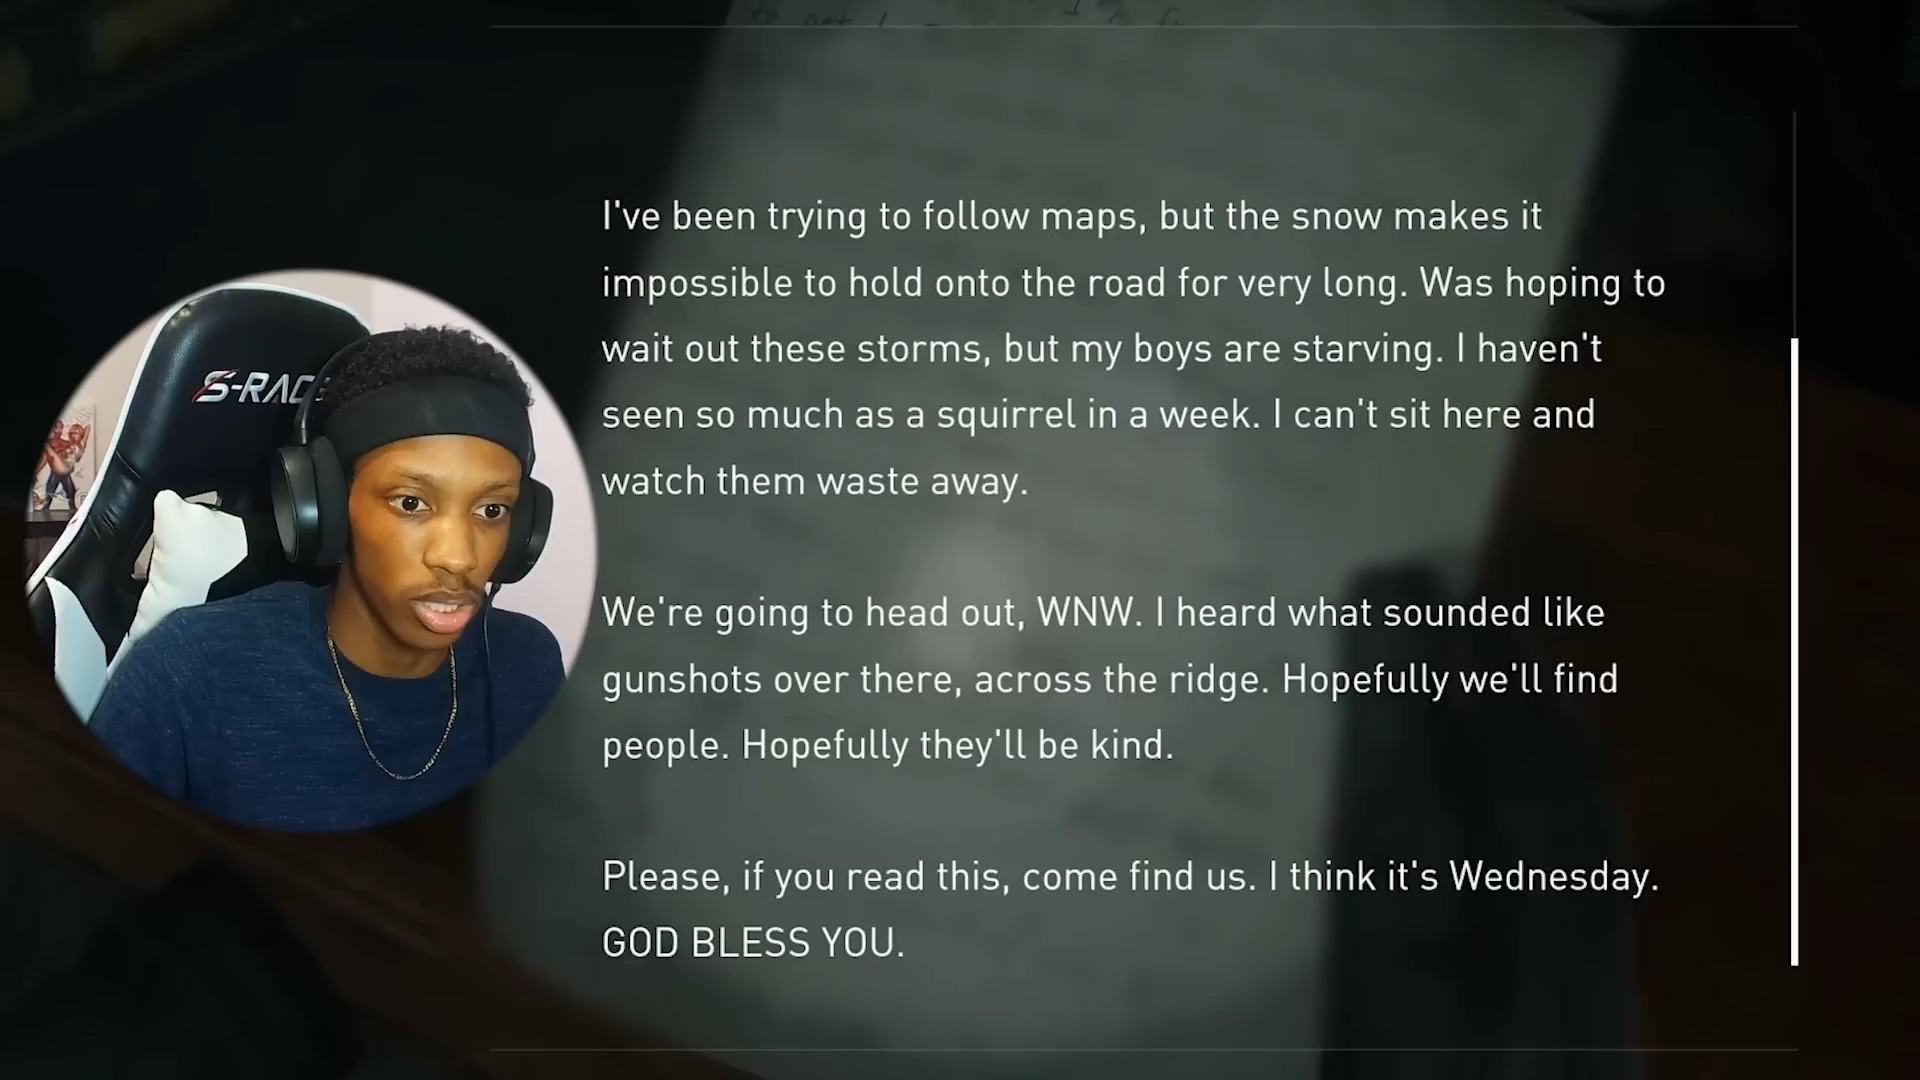 I've been trying to follow maps, but the snow makes it
impossible to hold onto the road for very long. Was hoping to
wait out these storms, but my boys are starving. I haven't
seen so much as a squirrel in a week. I can't sit here and
watch them waste away.
We're going to head out, WNW. I heard what sounded like
gunshots over there, across the ridge. Hopefully we'll find
people. Hopefully they'll be kind.
Please, if you read this, come find us. I think it's Wednesday.
GOD BLESS YOU.